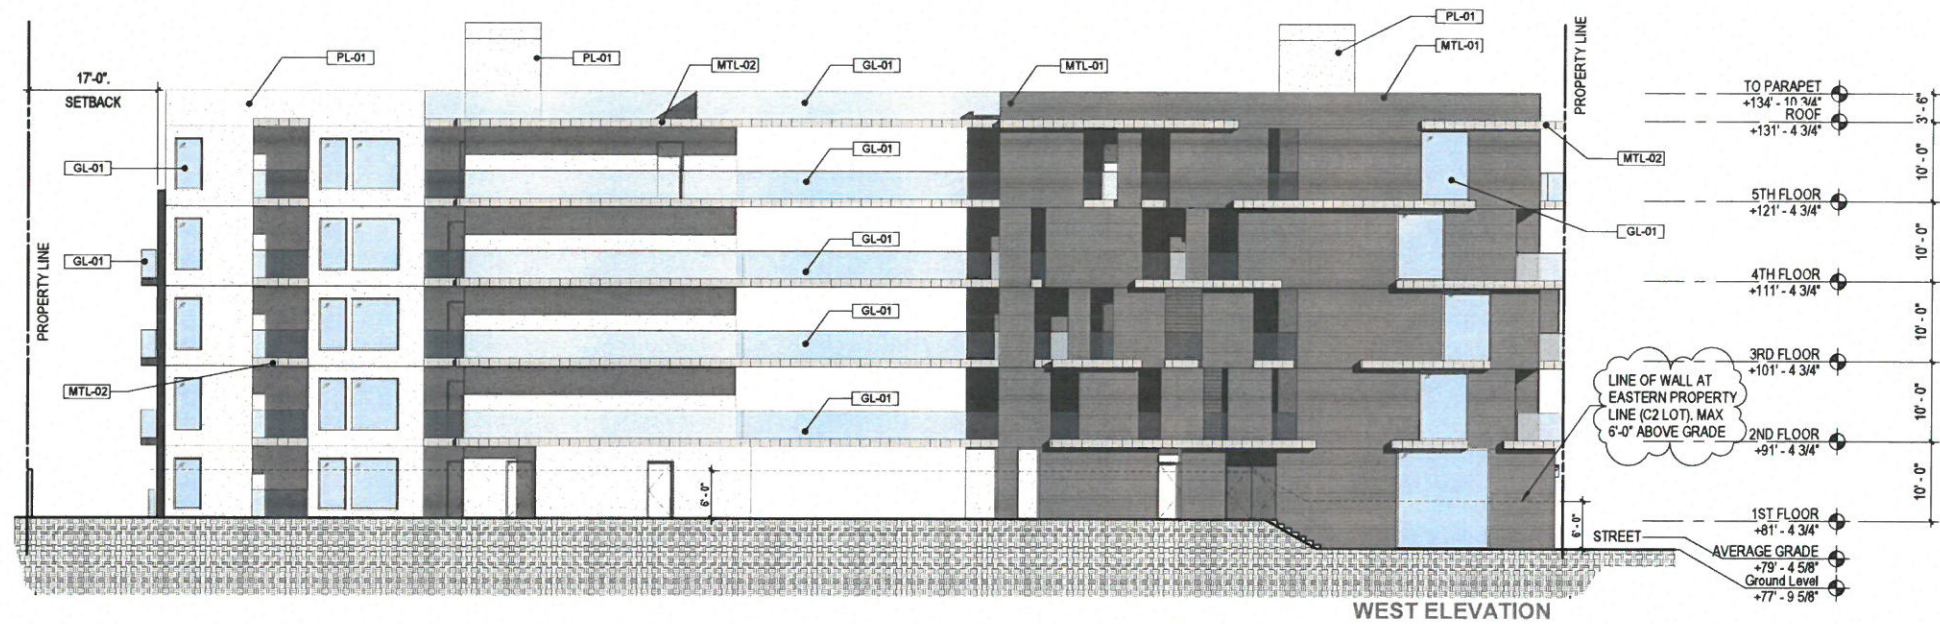 PL-01
PROPERTY LINE
17'-0".
SETBACK
PL-01
PL-01
MTL-02
GL-01
MTL-01
MTL-01
TO PARAPET
+134' - 10 3/4"
ROOF
+131' - 4 3/4"
3' - 6"
GL-01
GL-01
MTL-02
10' - 0"
5TH FLOOR
+121' - 4 3/4"
GL-01
GL-01
GL-01
PROPERTY LINE
10' - 0"
4TH FLOOR
+111' - 4 3/4"
GL-01
10' - 0"
3RD FLOOR
+101' - 4 3/4"
MTL-02
GL-01
LINE OF WALL AT
EASTERN PROPERTY
LINE (C2 LOT), MAX
6'-0" ABOVE GRADE
10' - 0"
2ND FLOOR
+91' - 4 3/4"
6' - 0"
10' - 0"
1ST FLOOR
+81' - 4 3/4"
6' - 0"
STREET
AVERAGE GRADE
+79' - 4 5/8"
Ground Level
+77' - 9 5/8"
WEST ELEVATION